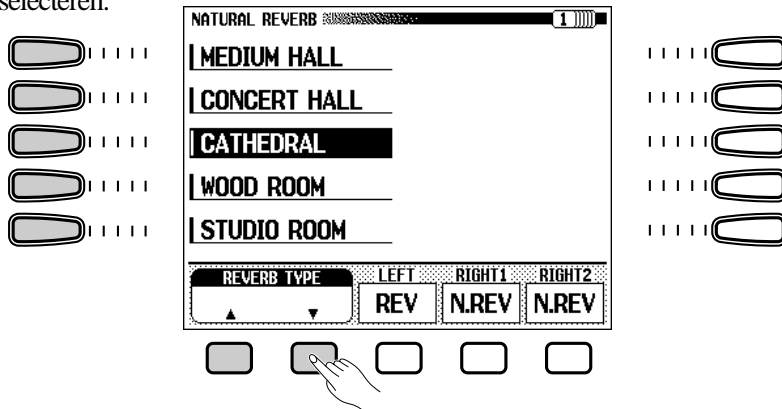 selecteren.
NATURAL REVERB 1
MEDIUM HALL
CONCERT HALL
CATHEDRAL
WOOD ROOM
STUDIO ROOM
REVERB TYPE LEFT RIGHT1 RIGHT2
▲ ▼ REV N.REV N.REV